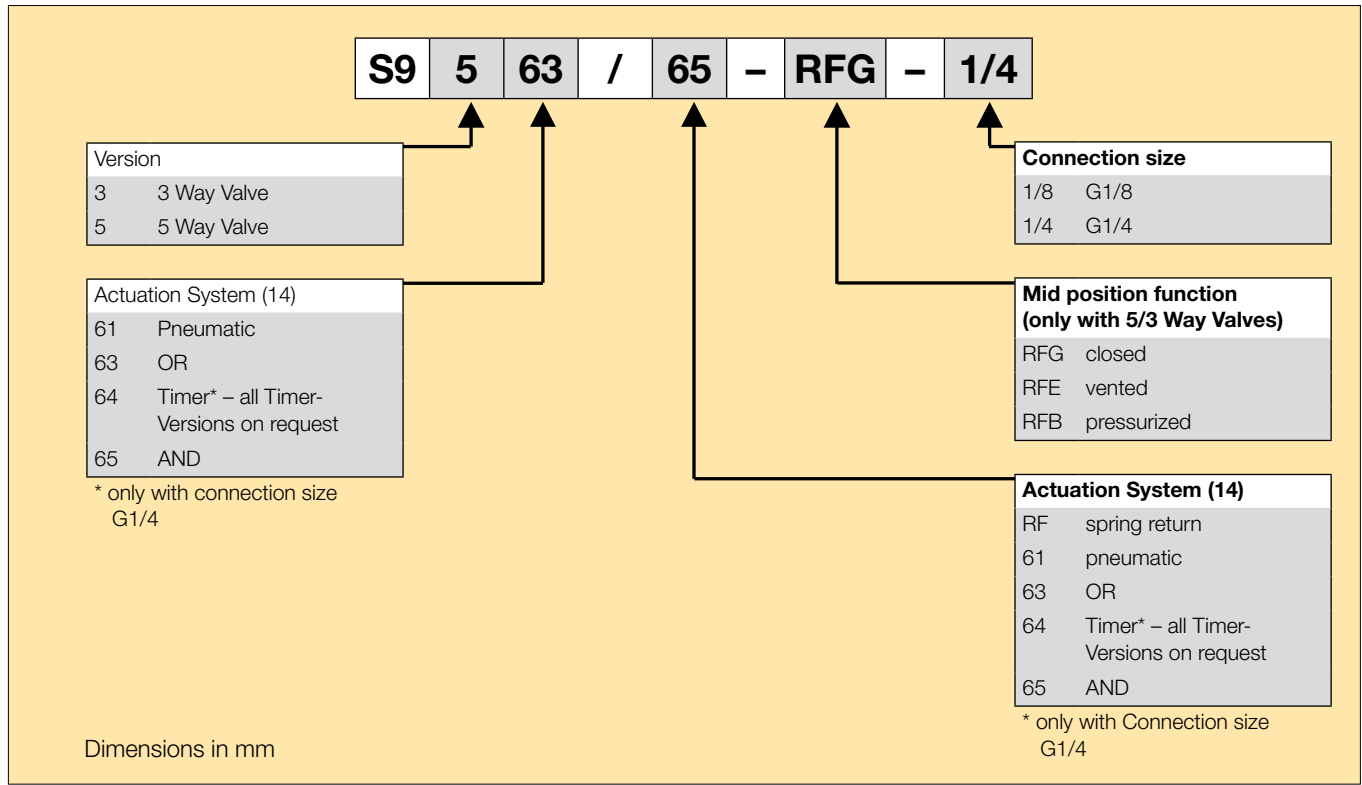 S9 5 63 / 65 – RFG – 1/4
Version
3 3 Way Valve
5 5 Way Valve
Actuation System (14)
61 Pneumatic
63 OR
64 Timer* – all Timer-
Versions on request
65 AND
* only with connection size
G1/4
Connection size
1/8 G1/8
1/4 G1/4
Mid position function
(only with 5/3 Way Valves)
RFG closed
RFE vented
RFB pressurized
Actuation System (14)
RF spring return
61 pneumatic
63 OR
64 Timer* – all Timer-
Versions on request
65 AND
* only with Connection size
G1/4
Dimensions in mm